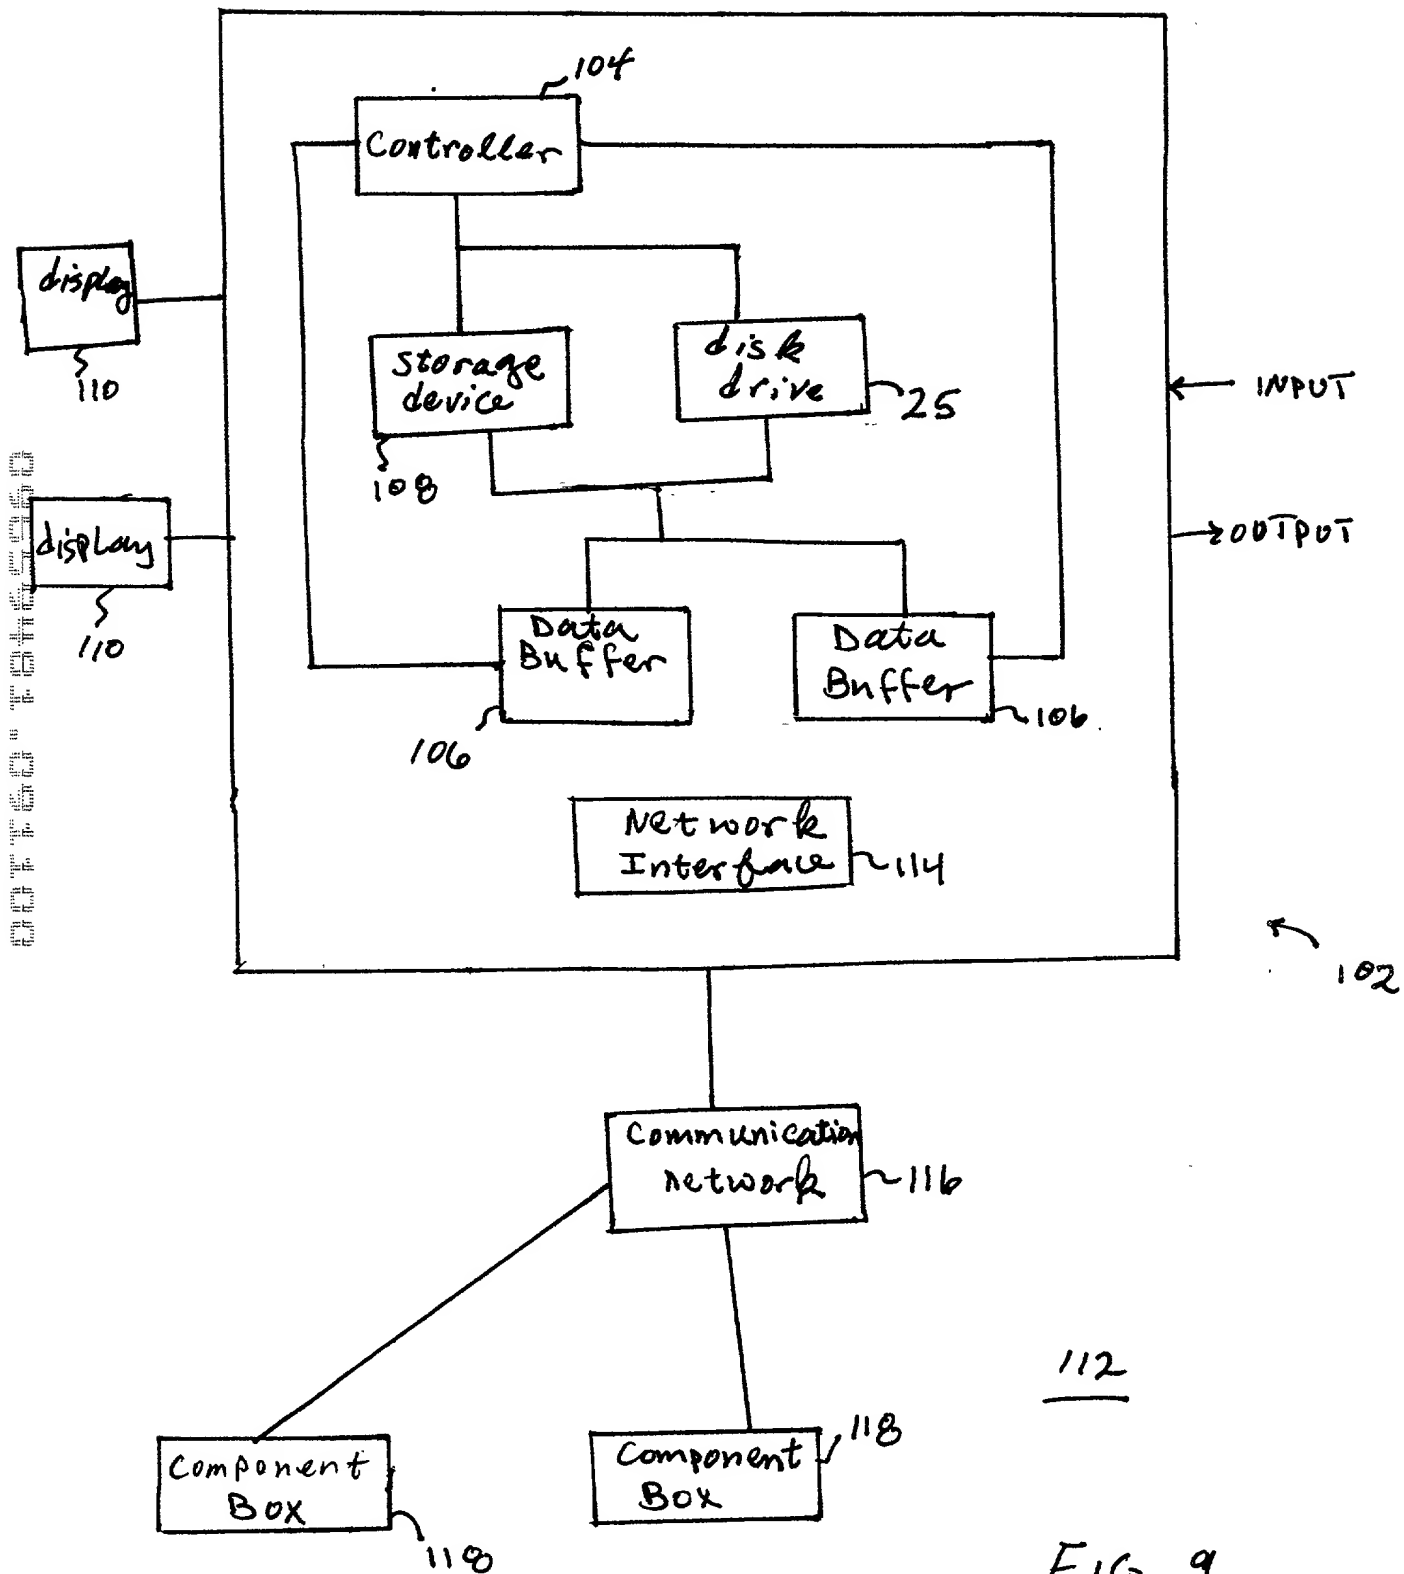 104
Controller
display
110
storage
device
108
disk
drive
25
INPUT
display
110
OUTPUT
Data
Buffer
106
Data
Buffer
106
Network
Interface
114
102
Communication
network
116
112
Component
Box
118
Component
Box
118
FIG. 9